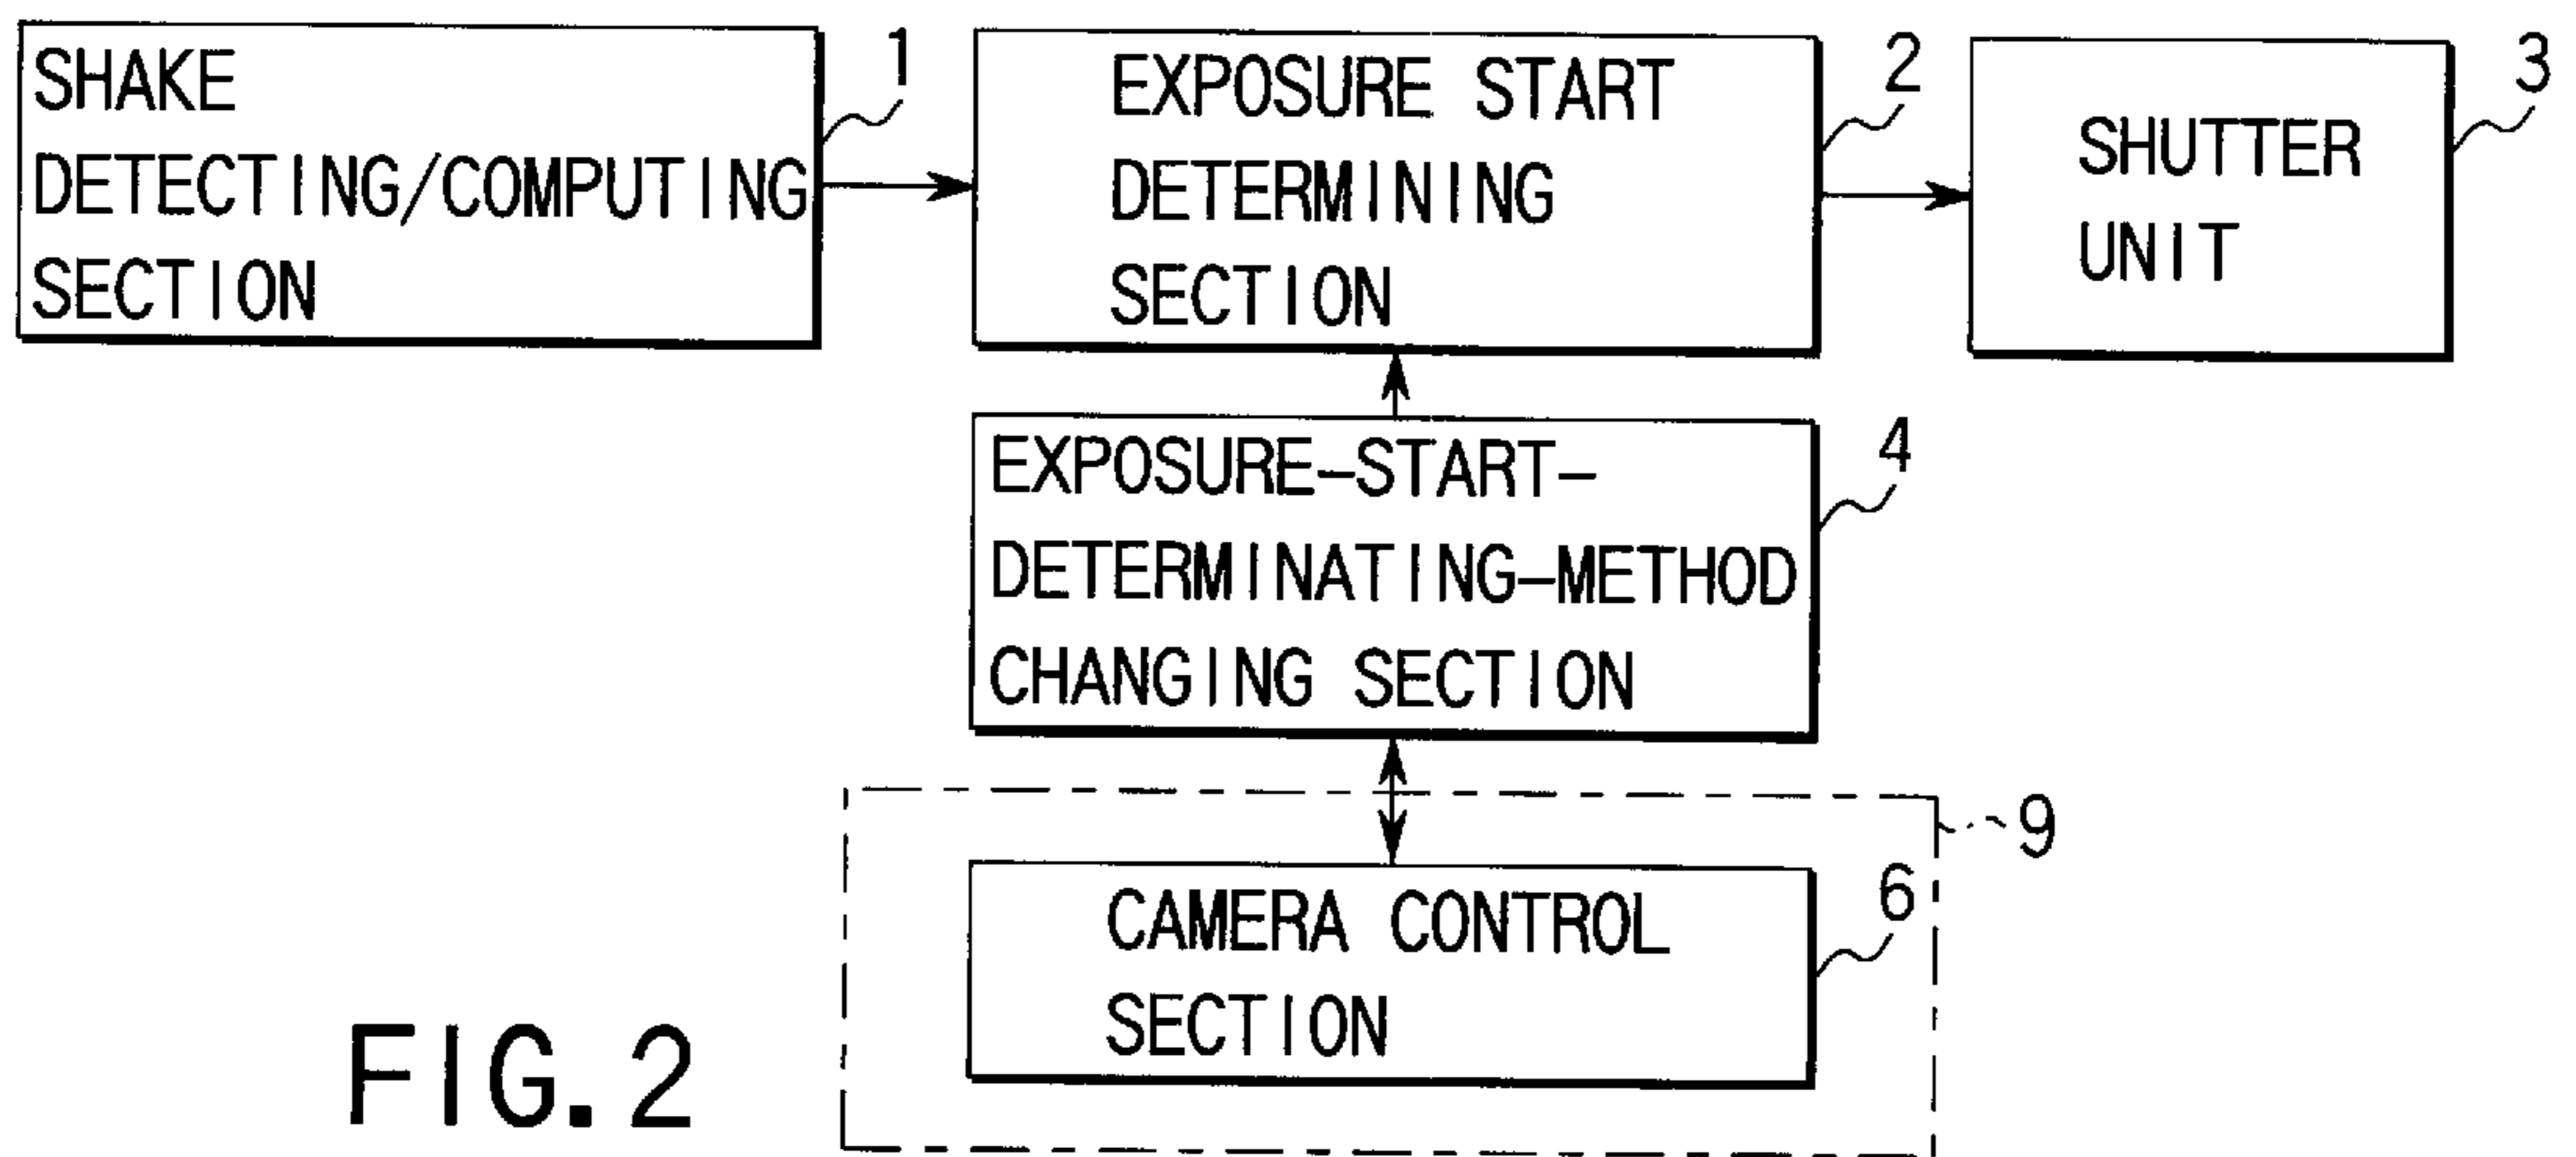 SHAKE
DETECTING/COMPUTING
SECTION
1
EXPOSURE START
DETERMINING
SECTION
2
SHUTTER
UNIT
3
EXPOSURE-START-
DETERMINATING-METHOD
CHANGING SECTION
4
9
CAMERA CONTROL
SECTION
6
FIG. 2